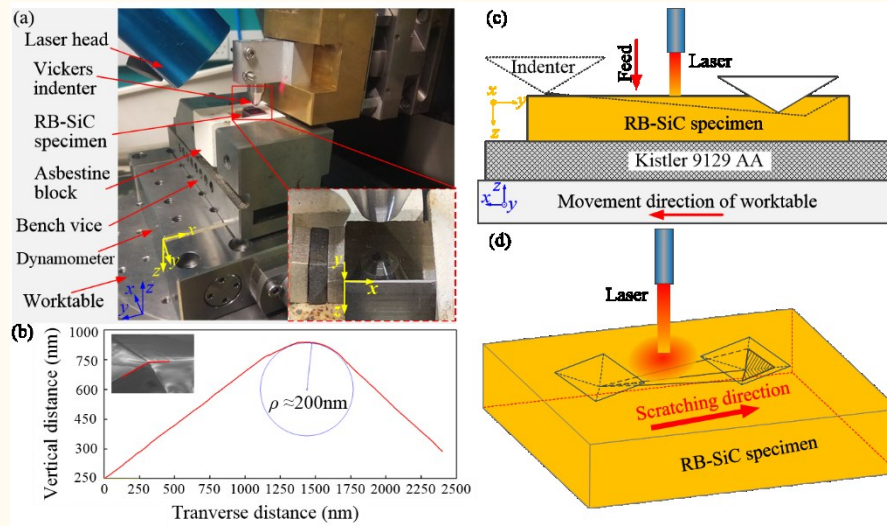 (a)
Laser head
Vickers
indenter
RB-SiC
specimen
Asbestine
block
Bench vice
Dynamometer
Worktable
x
y
z
x
z
y
y
x
z
(b)
Vertical distance (nm)
1000
900
750
600
450
300
250
ρ ≈200nm
0
250
500
750
1000
1250
1500
1750
2000
2250
2500
Tranverse distance (nm)
(c)
Indenter
Feed
Laser
x
y
z
RB-SiC specimen
Kistler 9129 AA
z
x
y
Movement direction of worktable
(d)
Laser
Scratching direction
RB-SiC specimen